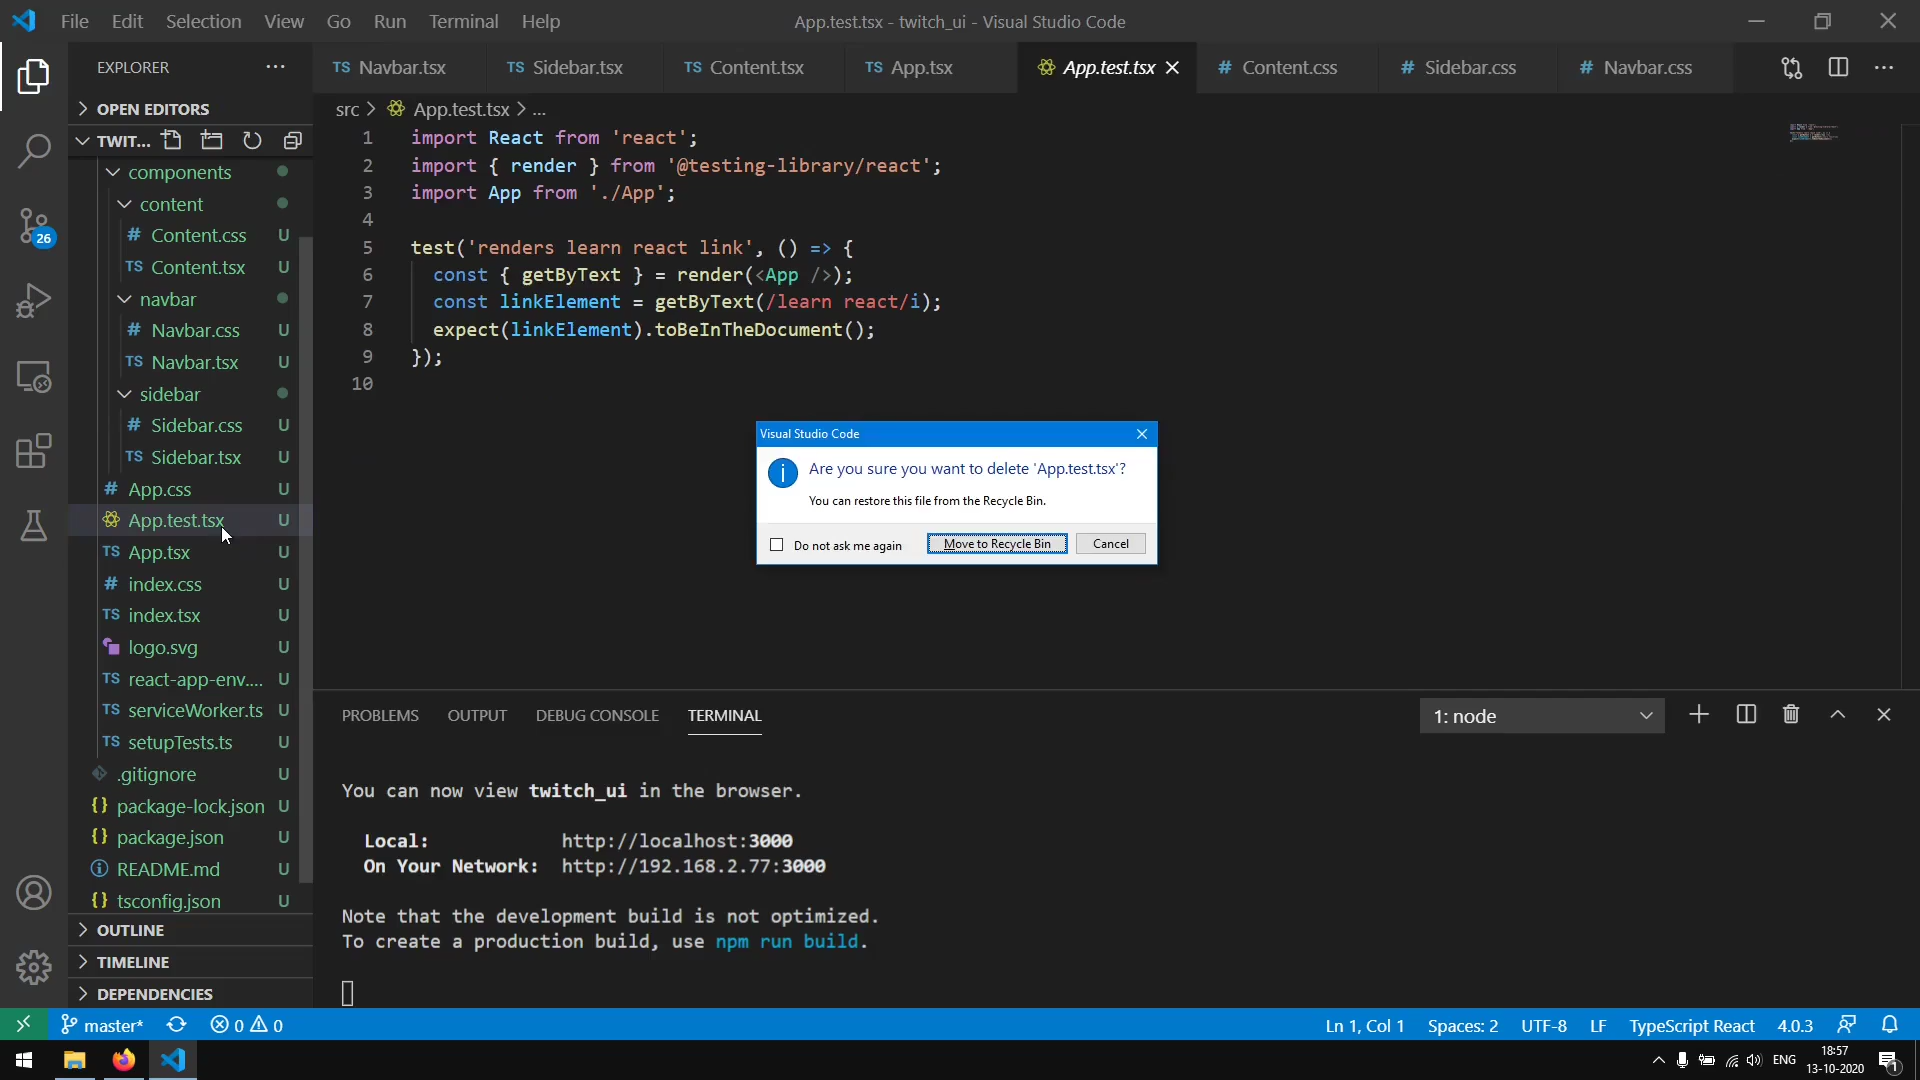 File Edit Selection View Go Run Terminal Help
App.test.tsx - twitch_ui - Visual Studio Code
EXPLORER
TS Navbar.tsx
TS Sidebar.tsx
TS Content.tsx
TS App.tsx
App.test.tsx
# Content.css
# Sidebar.css
# Navbar.css
OPEN EDITORS
TWIT...
src > App.test.tsx > ...
components
content
# Content.css U
TS Content.tsx U
navbar
# Navbar.css U
TS Navbar.tsx U
sidebar
# Sidebar.css U
TS Sidebar.tsx U
# App.css U
App.test.tsx U
TS App.tsx U
# index.css U
TS index.tsx U
logo.svg U
TS react-app-env.... U
TS serviceWorker.ts U
TS setupTests.ts U
.gitignore U
{} package-lock.json U
{} package.json U
README.md U
{} tsconfig.json U
OUTLINE
TIMELINE
DEPENDENCIES
26
1 import React from 'react';
2 import { render } from '@testing-library/react';
3 import App from './App';
4
5 test('renders learn react link', () => {
6 const { getByText } = render(<App />);
7 const linkElement = getByText(/learn react/i);
8 expect(linkElement).toBeInTheDocument();
9 });
10
Visual Studio Code
Are you sure you want to delete 'App.test.tsx'?
You can restore this file from the Recycle Bin.
Do not ask me again
Move to Recycle Bin
Cancel
PROBLEMS OUTPUT DEBUG CONSOLE TERMINAL
1: node
You can now view twitch_ui in the browser.
Local: http://localhost:3000
On Your Network: http://192.168.2.77:3000
Note that the development build is not optimized.
To create a production build, use npm run build.
master* 0 0
Ln 1, Col 1 Spaces: 2 UTF-8 LF TypeScript React 4.0.3
ENG
18:57
13-10-2020
1